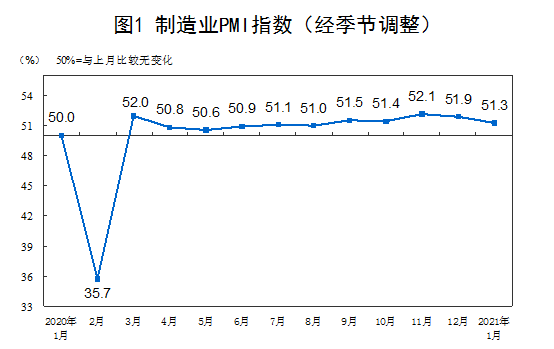 图1 制造业PMI指数（经季节调整）
（%） 50%=与上月比较无变化
54
51
48
45
42
39
36
33
50.0
35.7
52.0
50.8
50.6
50.9
51.1
51.0
51.5
51.4
52.1
51.9
51.3
2020年
1月
2月
3月
4月
5月
6月
7月
8月
9月
10月
11月
12月
2021年
1月